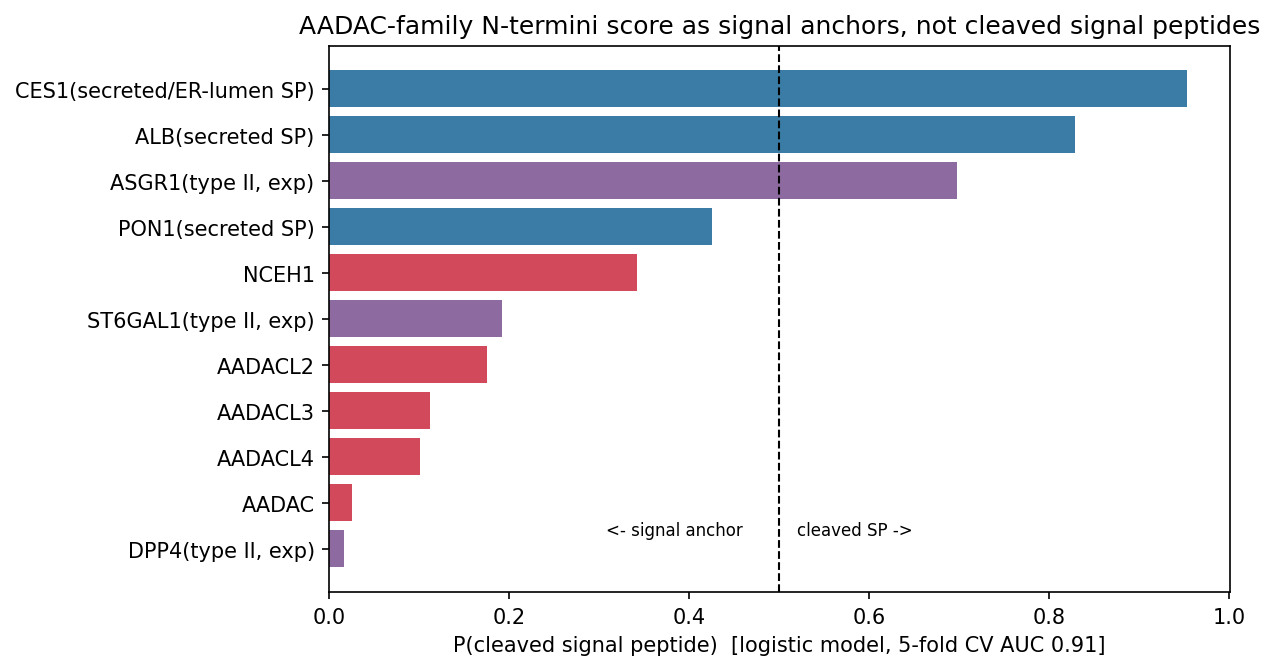 AADAC-family N-termini score as signal anchors, not cleaved signal peptides
CES1(secreted/ER-lumen SP)
ALB(secreted SP)
ASGR1(type II, exp)
PON1(secreted SP)
NCEH1
ST6GAL1(type II, exp)
AADACL2
AADACL3
AADACL4
AADAC
DPP4(type II, exp)
<- signal anchor
cleaved SP ->
0.0 0.2 0.4 0.6 0.8 1.0
P(cleaved signal peptide) [logistic model, 5-fold CV AUC 0.91]